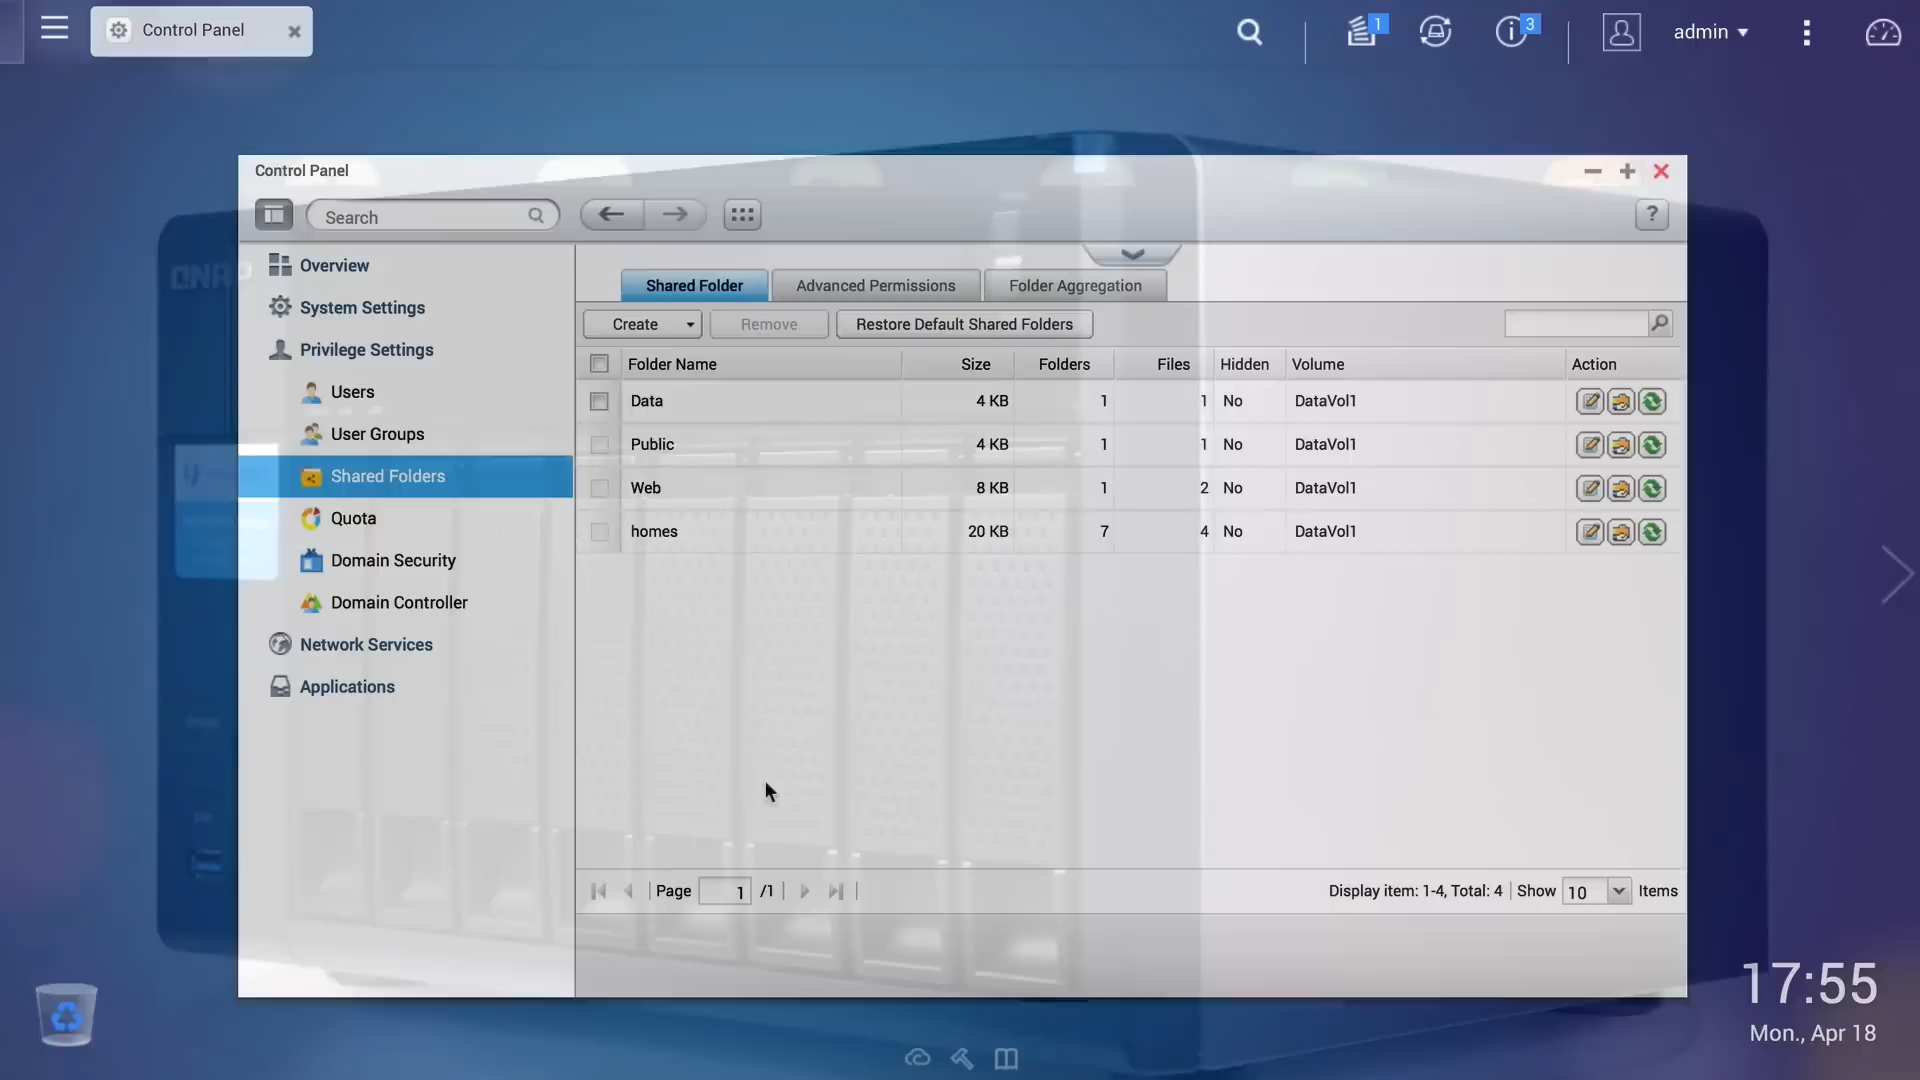 Control Panel
1
3
admin
Control Panel
Search
?
Overview
System Settings
Privilege Settings
Users
User Groups
Shared Folders
Quota
Domain Security
Domain Controller
Network Services
Applications
Shared Folder Advanced Permissions Folder Aggregation
Create Remove Restore Default Shared Folders
Folder Name Size Folders Files Hidden Volume Action
Data 4 KB 1 1 No DataVol1
Public 4 KB 1 1 No DataVol1
Web 8 KB 1 2 No DataVol1
homes 20 KB 7 4 No DataVol1
Page 1 /1 Display item: 1-4, Total: 4 Show 10 Items
17:55
Mon., Apr 18
QNAP